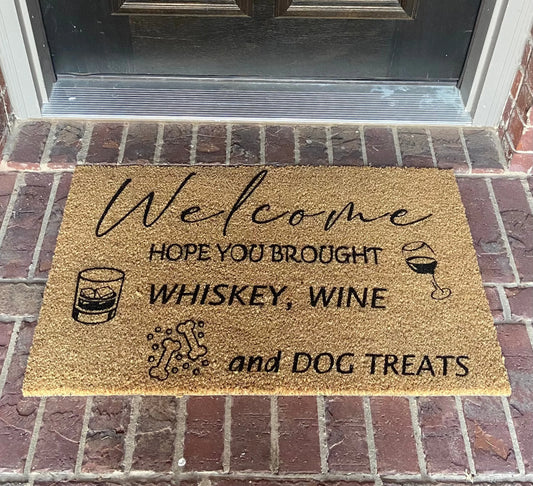 Welcome
HOPE YOU BROUGHT
WHISKEY, WINE
and DOG TREATS